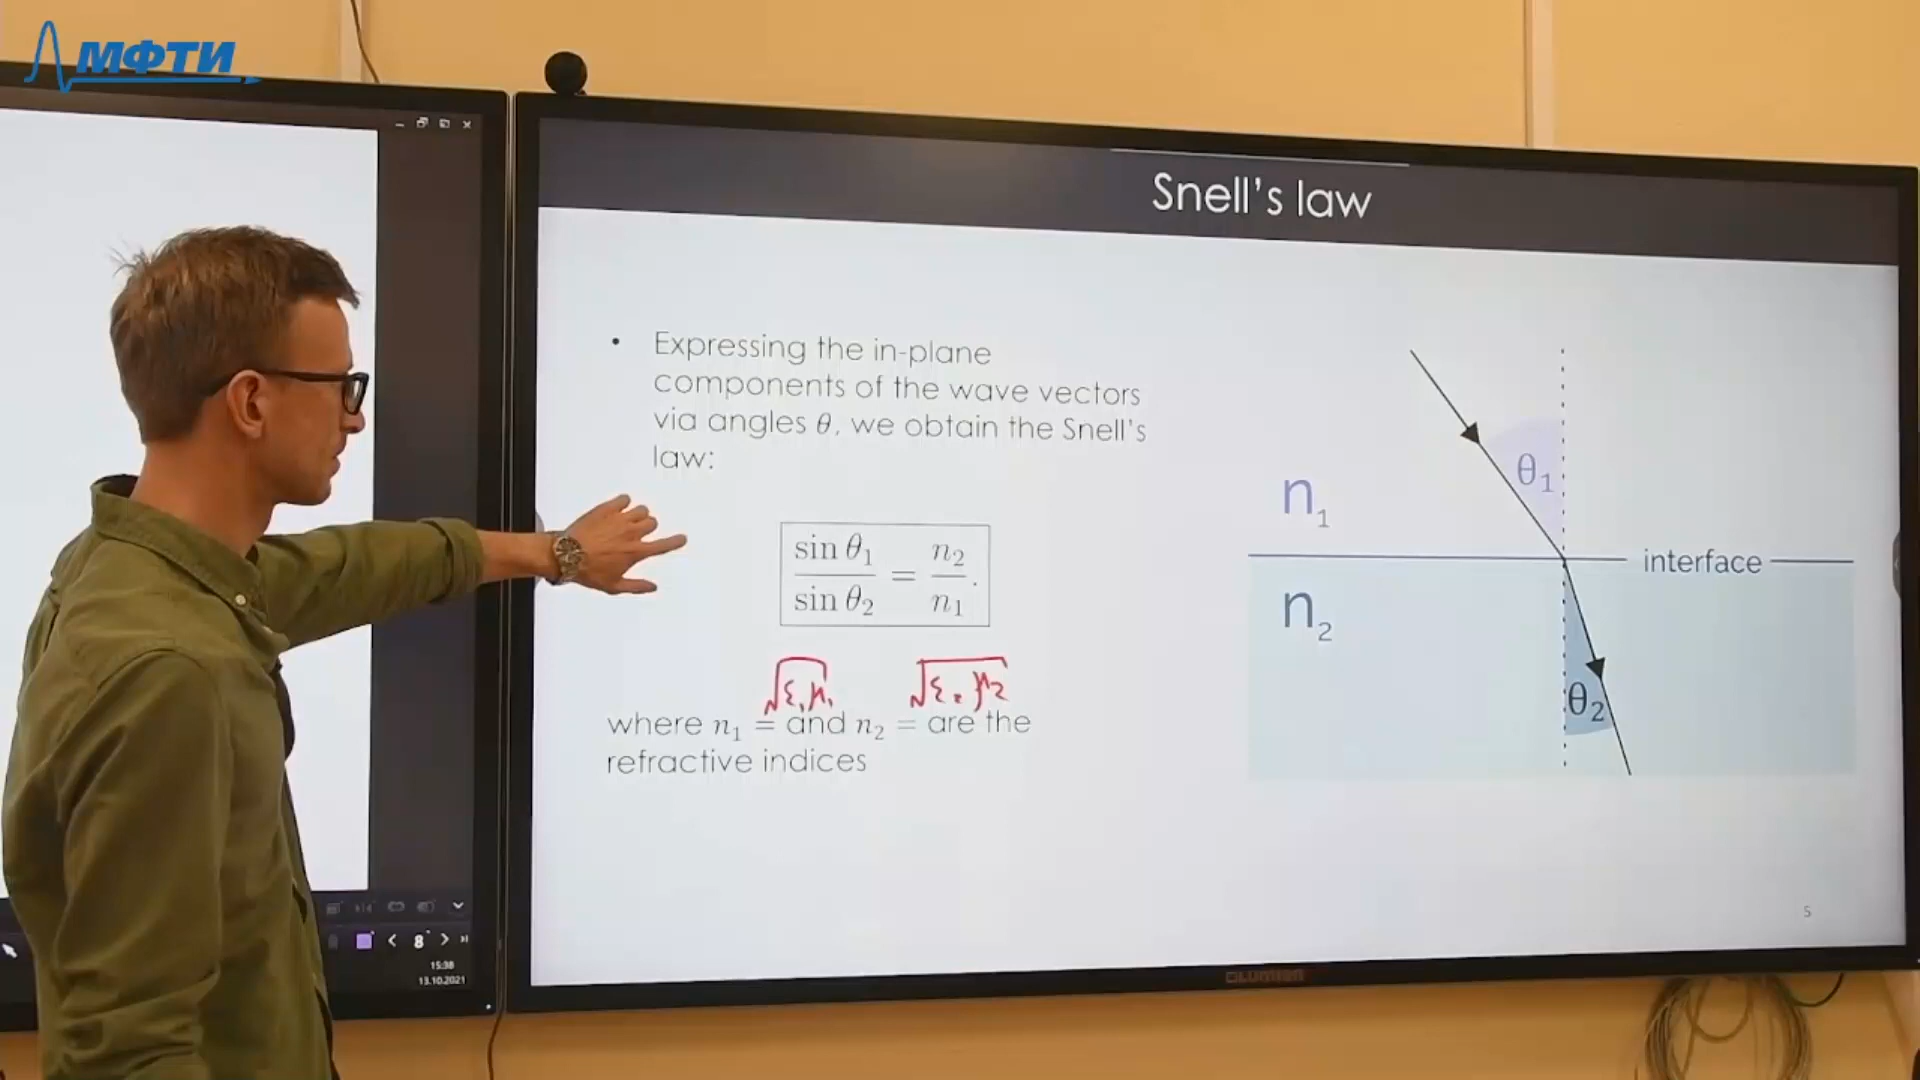 МФТИ
Snell's law
• Expressing the in-plane
components of the wave vectors
via angles θ, we obtain the Snell's
law:
sin θ₁ / sin θ₂ = n₂ / n₁.
√ε₁μ₁ √ε₂μ₂
where n₁ = and n₂ = are the
refractive indices
θ₁
n₁
interface
n₂
θ₂
5
8
15:38
13.10.2021